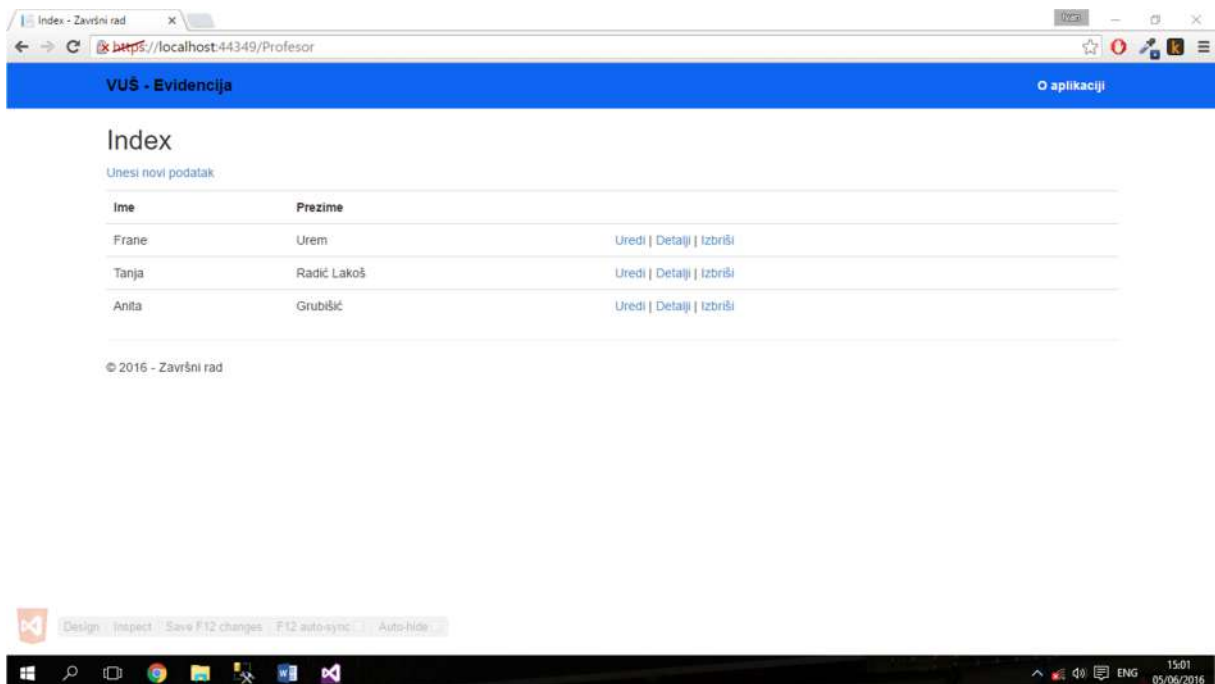 Index - Završni rad
Ivan
https://localhost:44349/Profesor
VUŠ - Evidencija
O aplikaciji
Index
Unesi novi podatak
Ime Prezime
Frane Urem Uredi | Detalji | Izbriši
Tanja Radić Lakoš Uredi | Detalji | Izbriši
Anita Grubišić Uredi | Detalji | Izbriši
© 2016 - Završni rad
Design Inspect Save F12 changes F12 auto-sync Auto-hide
ENG
15:01
05/06/2016